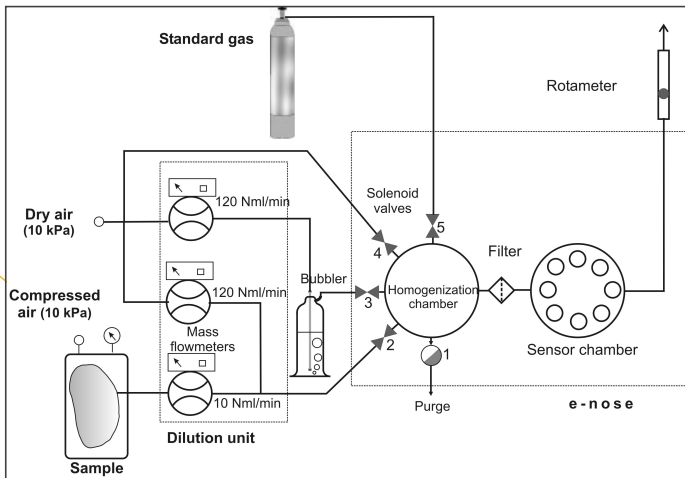 Standard gas
Rotameter
120 Nml/min
Solenoid
valves
Dry air
(10 kPa)
5
4
Filter
Bubbler
Compressed
air (10 kPa)
120 Nml/min
3
Homogenization
chamber
Mass
flowmeters
2
1
Sensor chamber
10 Nml/min
Purge
e-nose
Dilution unit
Sample